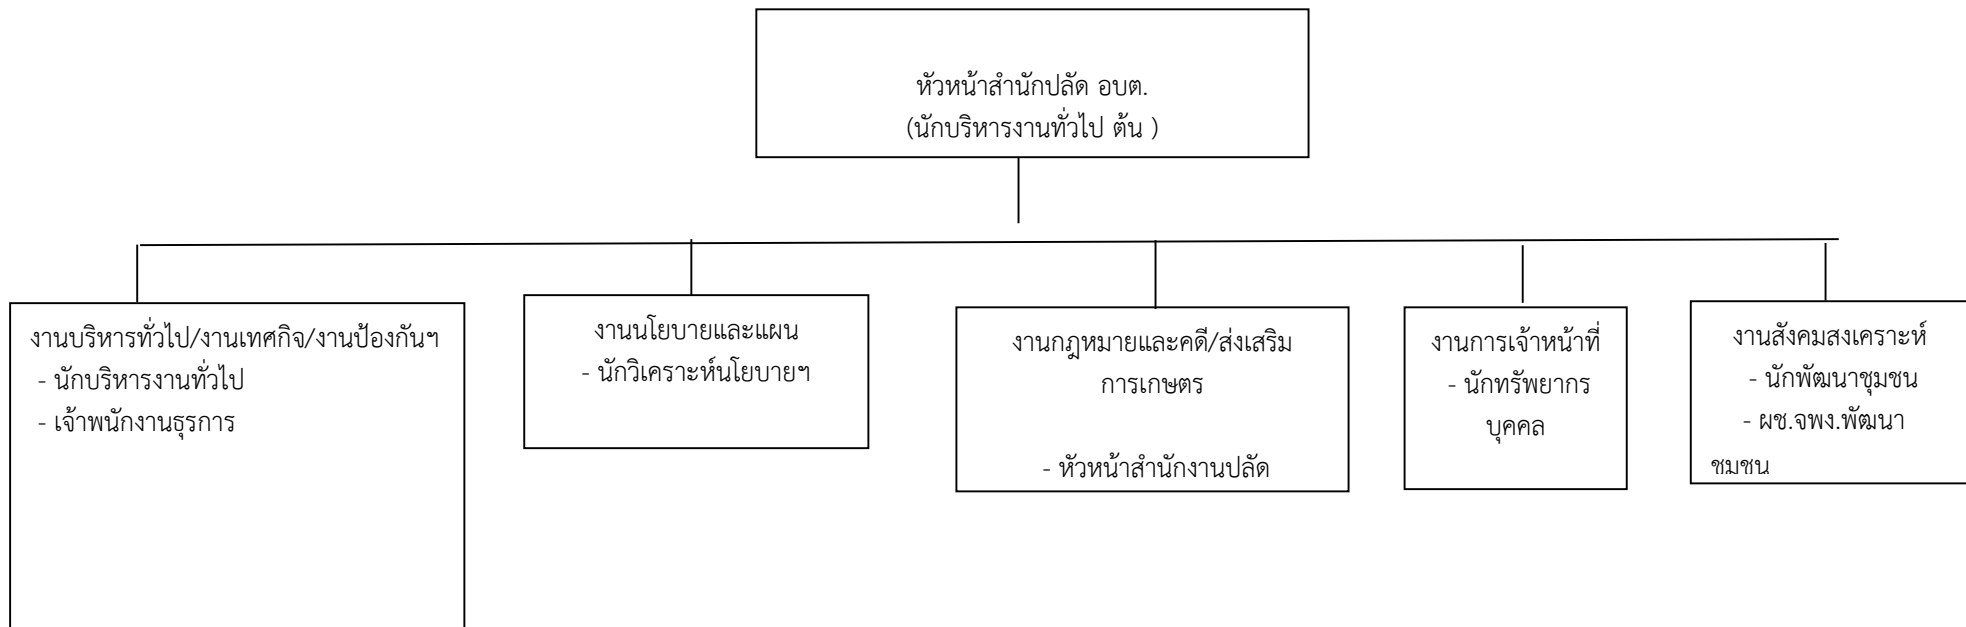 หัวหน้าสำนักปลัด อบต.
(นักบริหารงานทั่วไป ต้น )
งานบริหารทั่วไป/งานเทศกิจ/งานป้องกันฯ
- นักบริหารงานทั่วไป
- เจ้าพนักงานธุรการ
งานนโยบายและแผน
- นักวิเคราะห์นโยบายฯ
งานกฎหมายและคดี/ส่งเสริม
การเกษตร
- หัวหน้าสำนักงานปลัด
งานการเจ้าหน้าที่
- นักทรัพยากร
บุคคล
งานสังคมสงเคราะห์
- นักพัฒนาชุมชน
- ผช.จพง.พัฒนา
ชุมชน